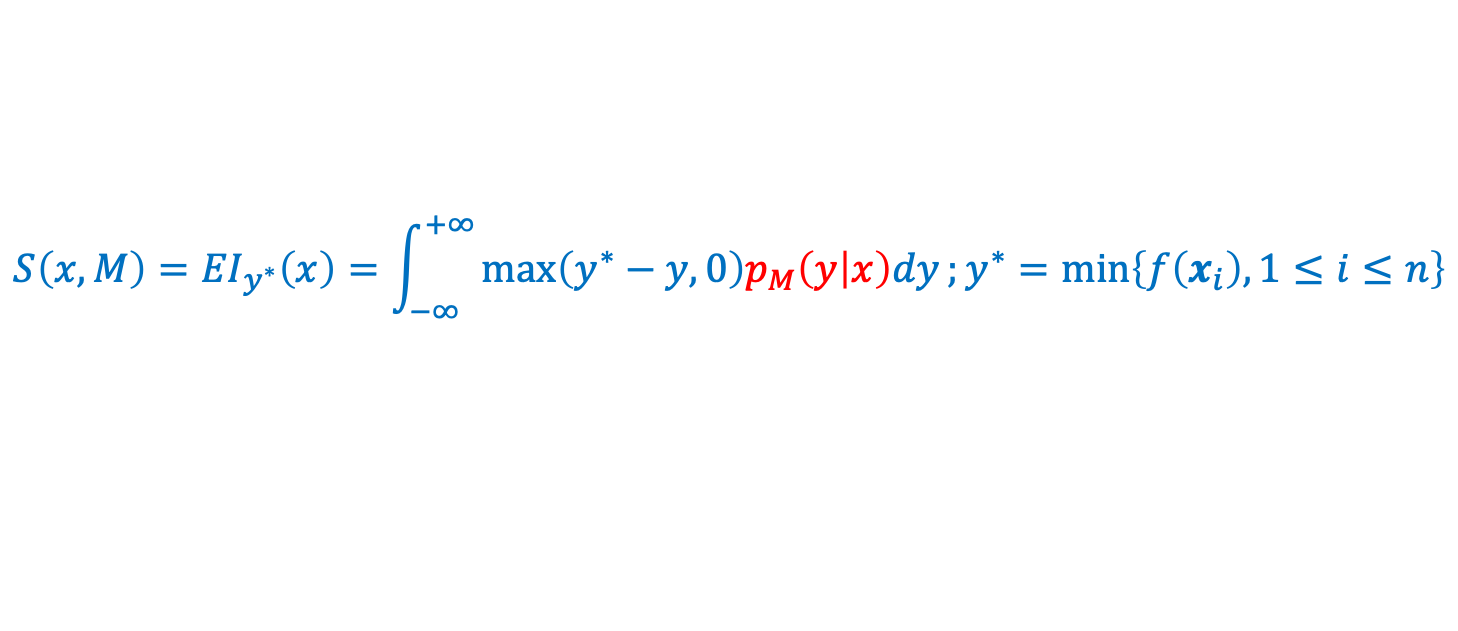 S(x, M) = EI_{y*}(x) = ∫_{−∞}^{+∞} max(y* − y, 0)p_M(y|x)dy ; y* = min{f(x_i), 1 ≤ i ≤ n}